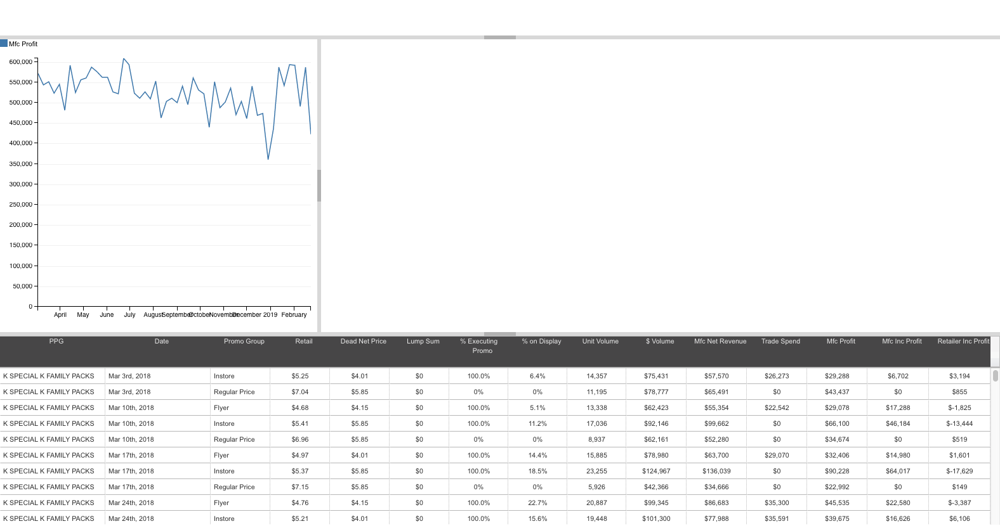 Mfc Profit
600,000
550,000
500,000
450,000
400,000
350,000
300,000
250,000
200,000
150,000
100,000
50,000
0
April May June July August September October November December 2019 February
PPG Date Promo Group Retail Dead Net Price Lump Sum % Executing Promo % on Display Unit Volume $ Volume Mfc Net Revenue Trade Spend Mfc Profit Mfc Inc Profit Retailer Inc Profit
K SPECIAL K FAMILY PACKS Mar 3rd, 2018 Instore $5.25 $4.01 $0 100.0% 6.4% 14,357 $75,431 $57,570 $26,273 $29,288 $6,702 $3,194
K SPECIAL K FAMILY PACKS Mar 3rd, 2018 Regular Price $7.04 $5.85 $0 0% 0% 11,195 $78,777 $65,491 $0 $43,437 $0 $855
K SPECIAL K FAMILY PACKS Mar 10th, 2018 Flyer $4.68 $4.15 $0 100.0% 5.1% 13,338 $62,423 $55,354 $22,542 $29,078 $17,288 $-1,825
K SPECIAL K FAMILY PACKS Mar 10th, 2018 Instore $5.41 $5.85 $0 100.0% 11.2% 17,036 $92,146 $99,662 $0 $66,100 $46,184 $-13,444
K SPECIAL K FAMILY PACKS Mar 10th, 2018 Regular Price $6.96 $5.85 $0 0% 0% 8,937 $62,161 $52,280 $0 $34,674 $0 $519
K SPECIAL K FAMILY PACKS Mar 17th, 2018 Flyer $4.97 $4.01 $0 100.0% 14.4% 15,885 $78,980 $63,700 $29,070 $32,406 $14,980 $1,601
K SPECIAL K FAMILY PACKS Mar 17th, 2018 Instore $5.37 $5.85 $0 100.0% 18.5% 23,255 $124,967 $136,039 $0 $90,228 $64,017 $-17,629
K SPECIAL K FAMILY PACKS Mar 17th, 2018 Regular Price $7.15 $5.85 $0 0% 0% 5,926 $42,366 $34,666 $0 $22,992 $0 $149
K SPECIAL K FAMILY PACKS Mar 24th, 2018 Flyer $4.76 $4.15 $0 100.0% 22.7% 20,887 $99,345 $86,683 $35,300 $45,535 $22,580 $-3,387
K SPECIAL K FAMILY PACKS Mar 24th, 2018 Instore $5.21 $4.01 $0 100.0% 15.6% 19,448 $101,300 $77,988 $35,591 $39,675 $16,626 $6,106